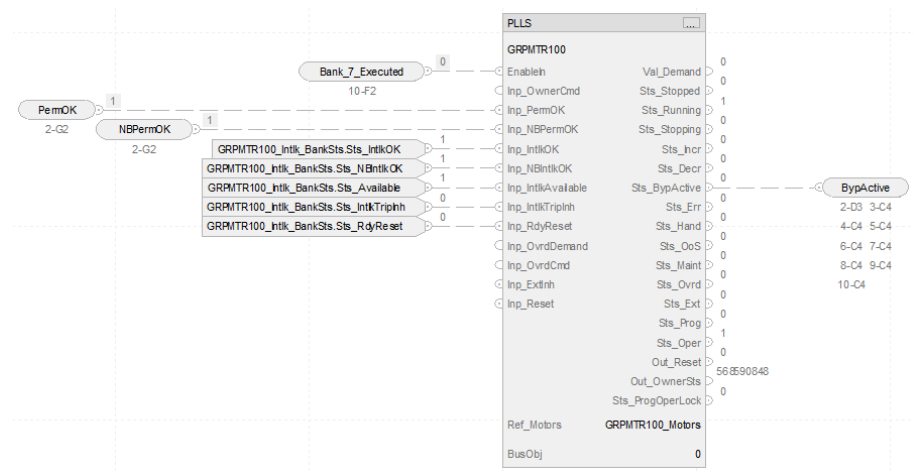 PLLS ...
GRPMTR100
Bank_7_Executed 0 EnableIn Val_Demand 0
10-F2 Inp_OwnerCmd Sts_Stopped 0
PermOK 1 Inp_PermOK Sts_Running 1
2-G2 NBPermOK 1 Inp_NBPermOK Sts_Stopping 0
2-G2
GRPMTR100_Intlk_BankSts.Sts_IntlkOK 1 Inp_IntlkOK Sts_Incr 0
GRPMTR100_Intlk_BankSts.Sts_NBIntlkOK 1 Inp_NBIntlkOK Sts_Decr 0
GRPMTR100_Intlk_BankSts.Sts_Available 1 Inp_IntlkAvailable Sts_BypActive 0 BypActive
GRPMTR100_Intlk_BankSts.Sts_IntlkTripInh 0 Inp_IntlkTripInh Sts_Err 0 2-D3 3-C4
GRPMTR100_Intlk_BankSts.Sts_RdyReset 0 Inp_RdyReset Sts_Hand 0 4-C4 5-C4
Inp_OvrdDemand Sts_OoS 0 6-C4 7-C4
Inp_OvrdCmd Sts_Maint 0 8-C4 9-C4
Inp_ExtInh Sts_Ovrd 0 10-C4
Inp_Reset Sts_Ext 0
Sts_Prog 0
Sts_Oper 1
Out_Reset 0
Out_OwnerSts 568590848
Sts_ProgOperLock 0
Ref_Motors GRPMTR100_Motors
BusObj 0